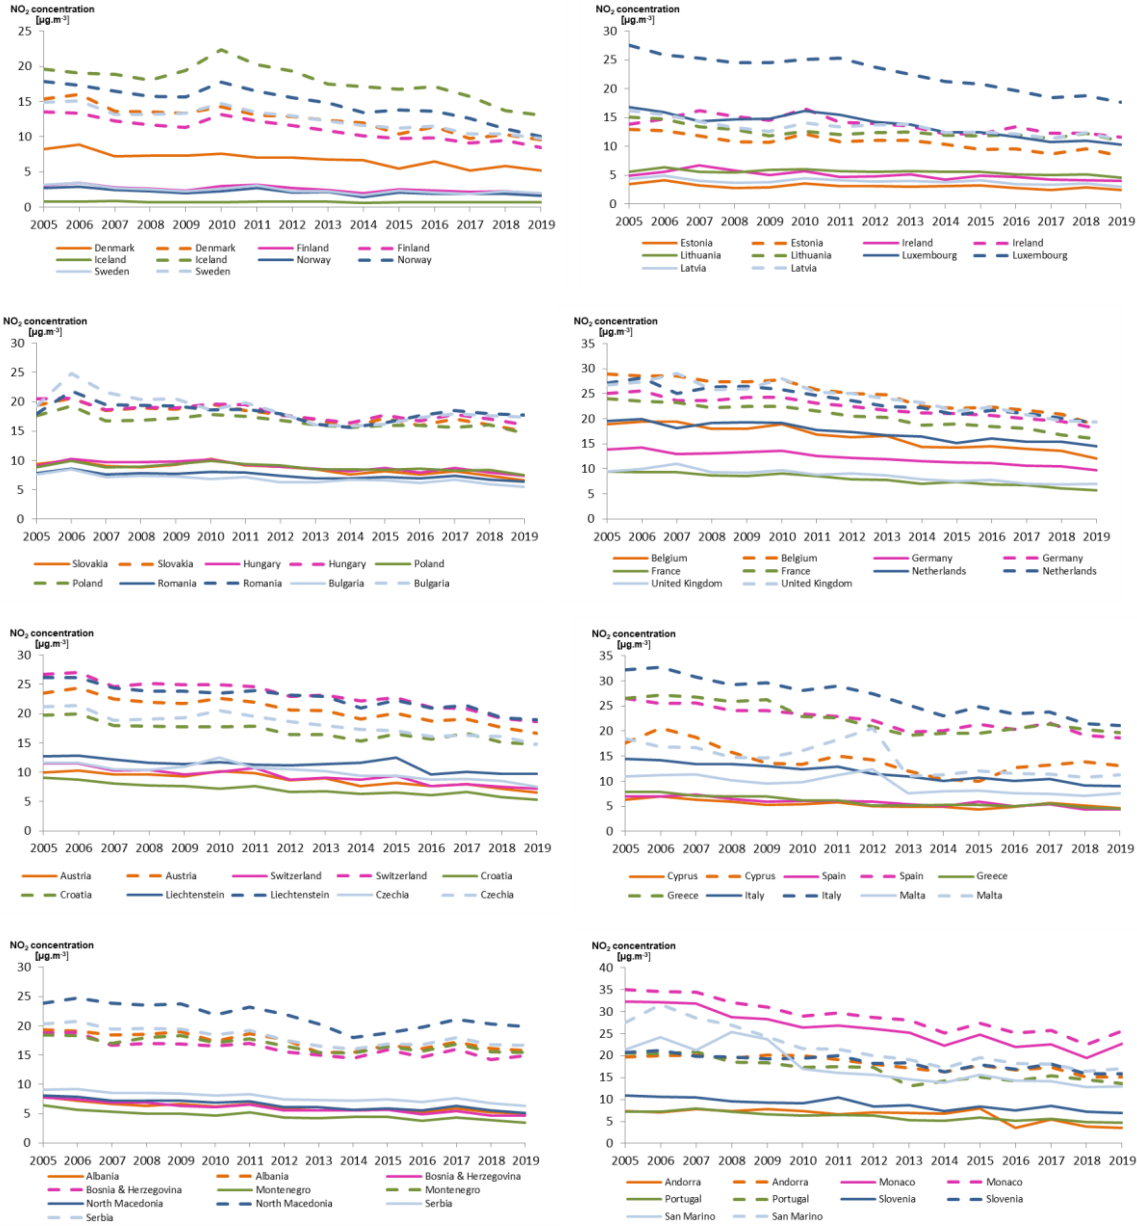 NO₂ concentration
[µg.m⁻³]
25
20
15
10
5
0
2005 2006 2007 2008 2009 2010 2011 2012 2013 2014 2015 2016 2017 2018 2019
Denmark Denmark Finland Finland
Iceland Iceland Norway Norway
Sweden Sweden
NO₂ concentration
[µg.m⁻³]
30
25
20
15
10
5
0
2005 2006 2007 2008 2009 2010 2011 2012 2013 2014 2015 2016 2017 2018 2019
Estonia Estonia Ireland Ireland
Lithuania Lithuania Luxembourg Luxembourg
Latvia Latvia
NO₂ concentration
[µg.m⁻³]
30
25
20
15
10
5
0
2005 2006 2007 2008 2009 2010 2011 2012 2013 2014 2015 2016 2017 2018 2019
Slovakia Slovakia Hungary Hungary Poland
Poland Romania Romania Bulgaria Bulgaria
NO₂ concentration
[µg.m⁻³]
35
30
25
20
15
10
5
0
2005 2006 2007 2008 2009 2010 2011 2012 2013 2014 2015 2016 2017 2018 2019
Belgium Belgium Germany Germany
France France Netherlands Netherlands
United Kingdom United Kingdom
NO₂ concentration
[µg.m⁻³]
30
25
20
15
10
5
0
2005 2006 2007 2008 2009 2010 2011 2012 2013 2014 2015 2016 2017 2018 2019
Austria Austria Switzerland Switzerland Croatia
Croatia Liechtenstein Liechtenstein Czechia Czechia
NO₂ concentration
[µg.m⁻³]
35
30
25
20
15
10
5
0
2005 2006 2007 2008 2009 2010 2011 2012 2013 2014 2015 2016 2017 2018 2019
Cyprus Cyprus Spain Spain Greece
Greece Italy Italy Malta Malta
NO₂ concentration
[µg.m⁻³]
30
25
20
15
10
5
0
2005 2006 2007 2008 2009 2010 2011 2012 2013 2014 2015 2016 2017 2018 2019
Albania Albania Bosnia & Herzegovina
Bosnia & Herzegovina Montenegro Montenegro
North Macedonia North Macedonia Serbia
Serbia
NO₂ concentration
[µg.m⁻³]
40
35
30
25
20
15
10
5
0
2005 2006 2007 2008 2009 2010 2011 2012 2013 2014 2015 2016 2017 2018 2019
Andorra Andorra Monaco Monaco
Portugal Portugal Slovenia Slovenia
San Marino San Marino